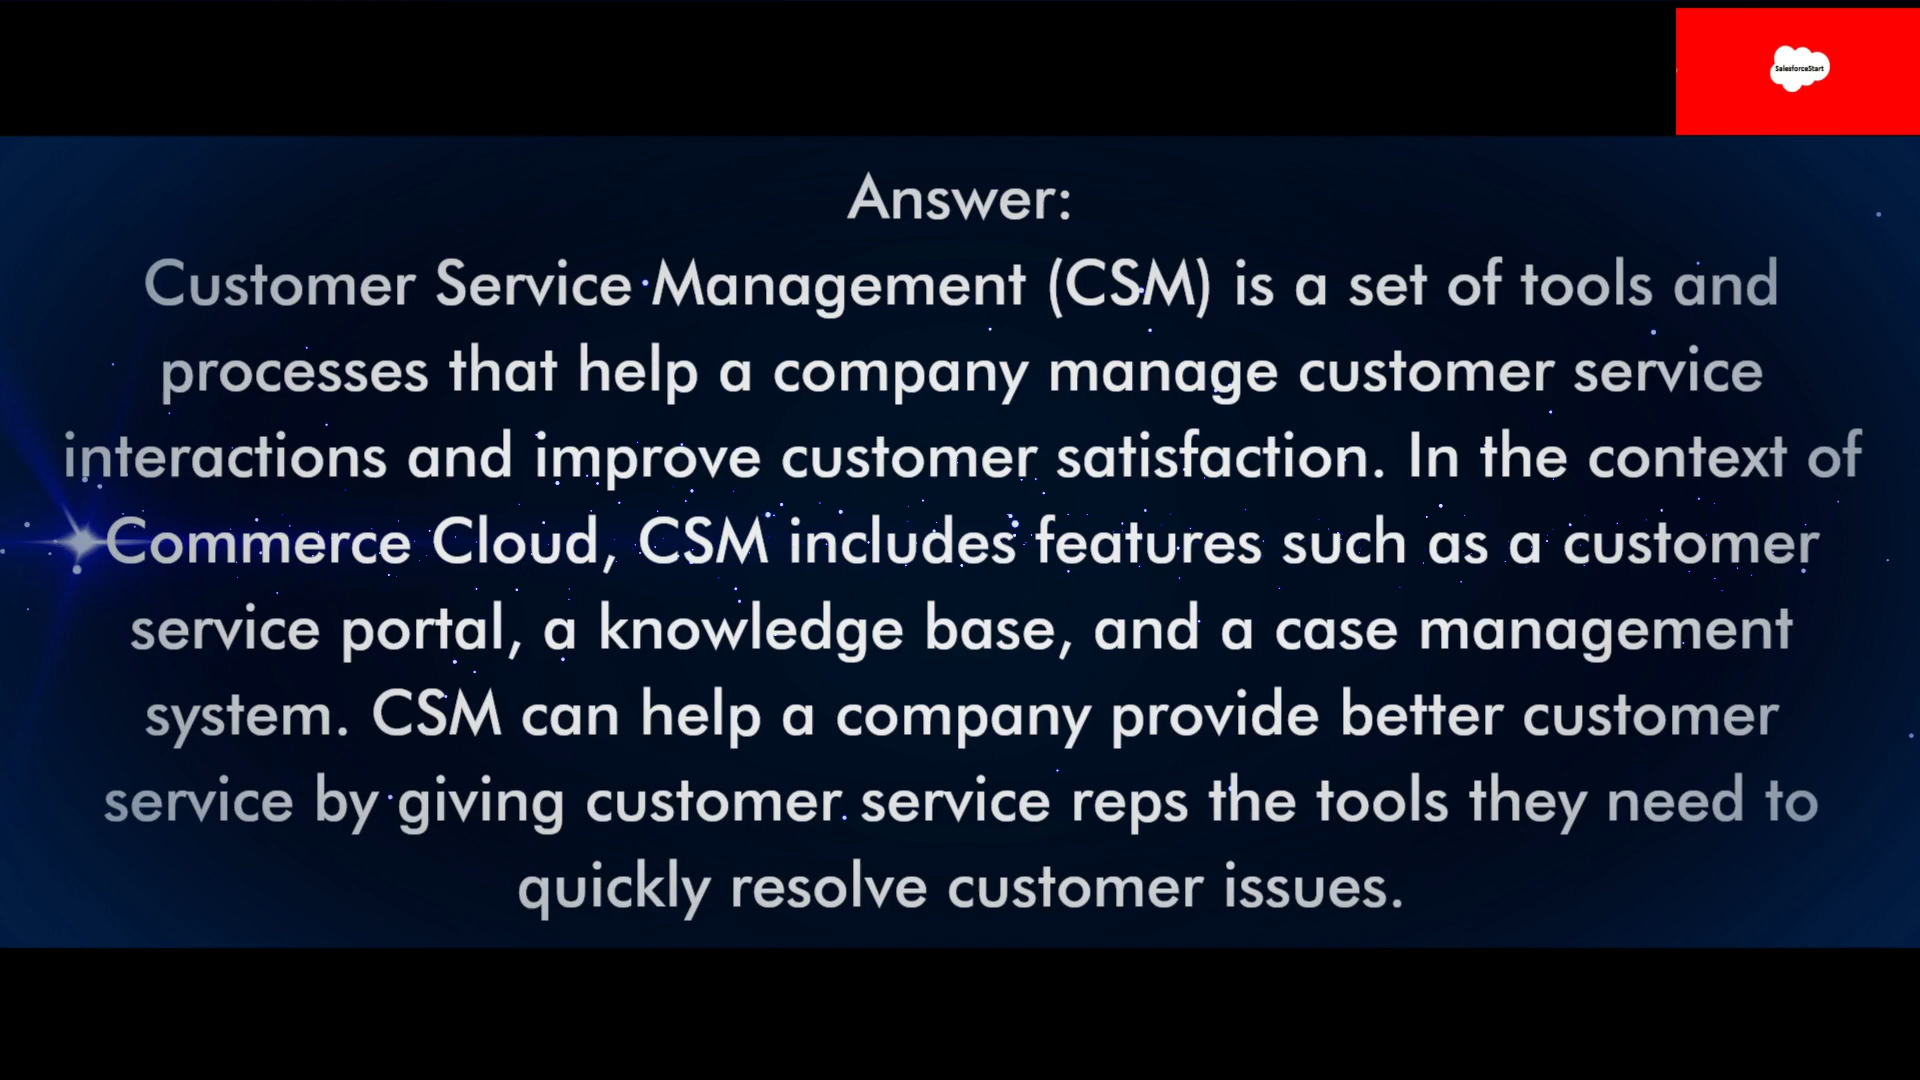 SalesforceStart
Answer:
Customer Service Management (CSM) is a set of tools and
processes that help a company manage customer service
interactions and improve customer satisfaction. In the context of
Commerce Cloud, CSM includes features such as a customer
service portal, a knowledge base, and a case management
system. CSM can help a company provide better customer
service by giving customer service reps the tools they need to
quickly resolve customer issues.